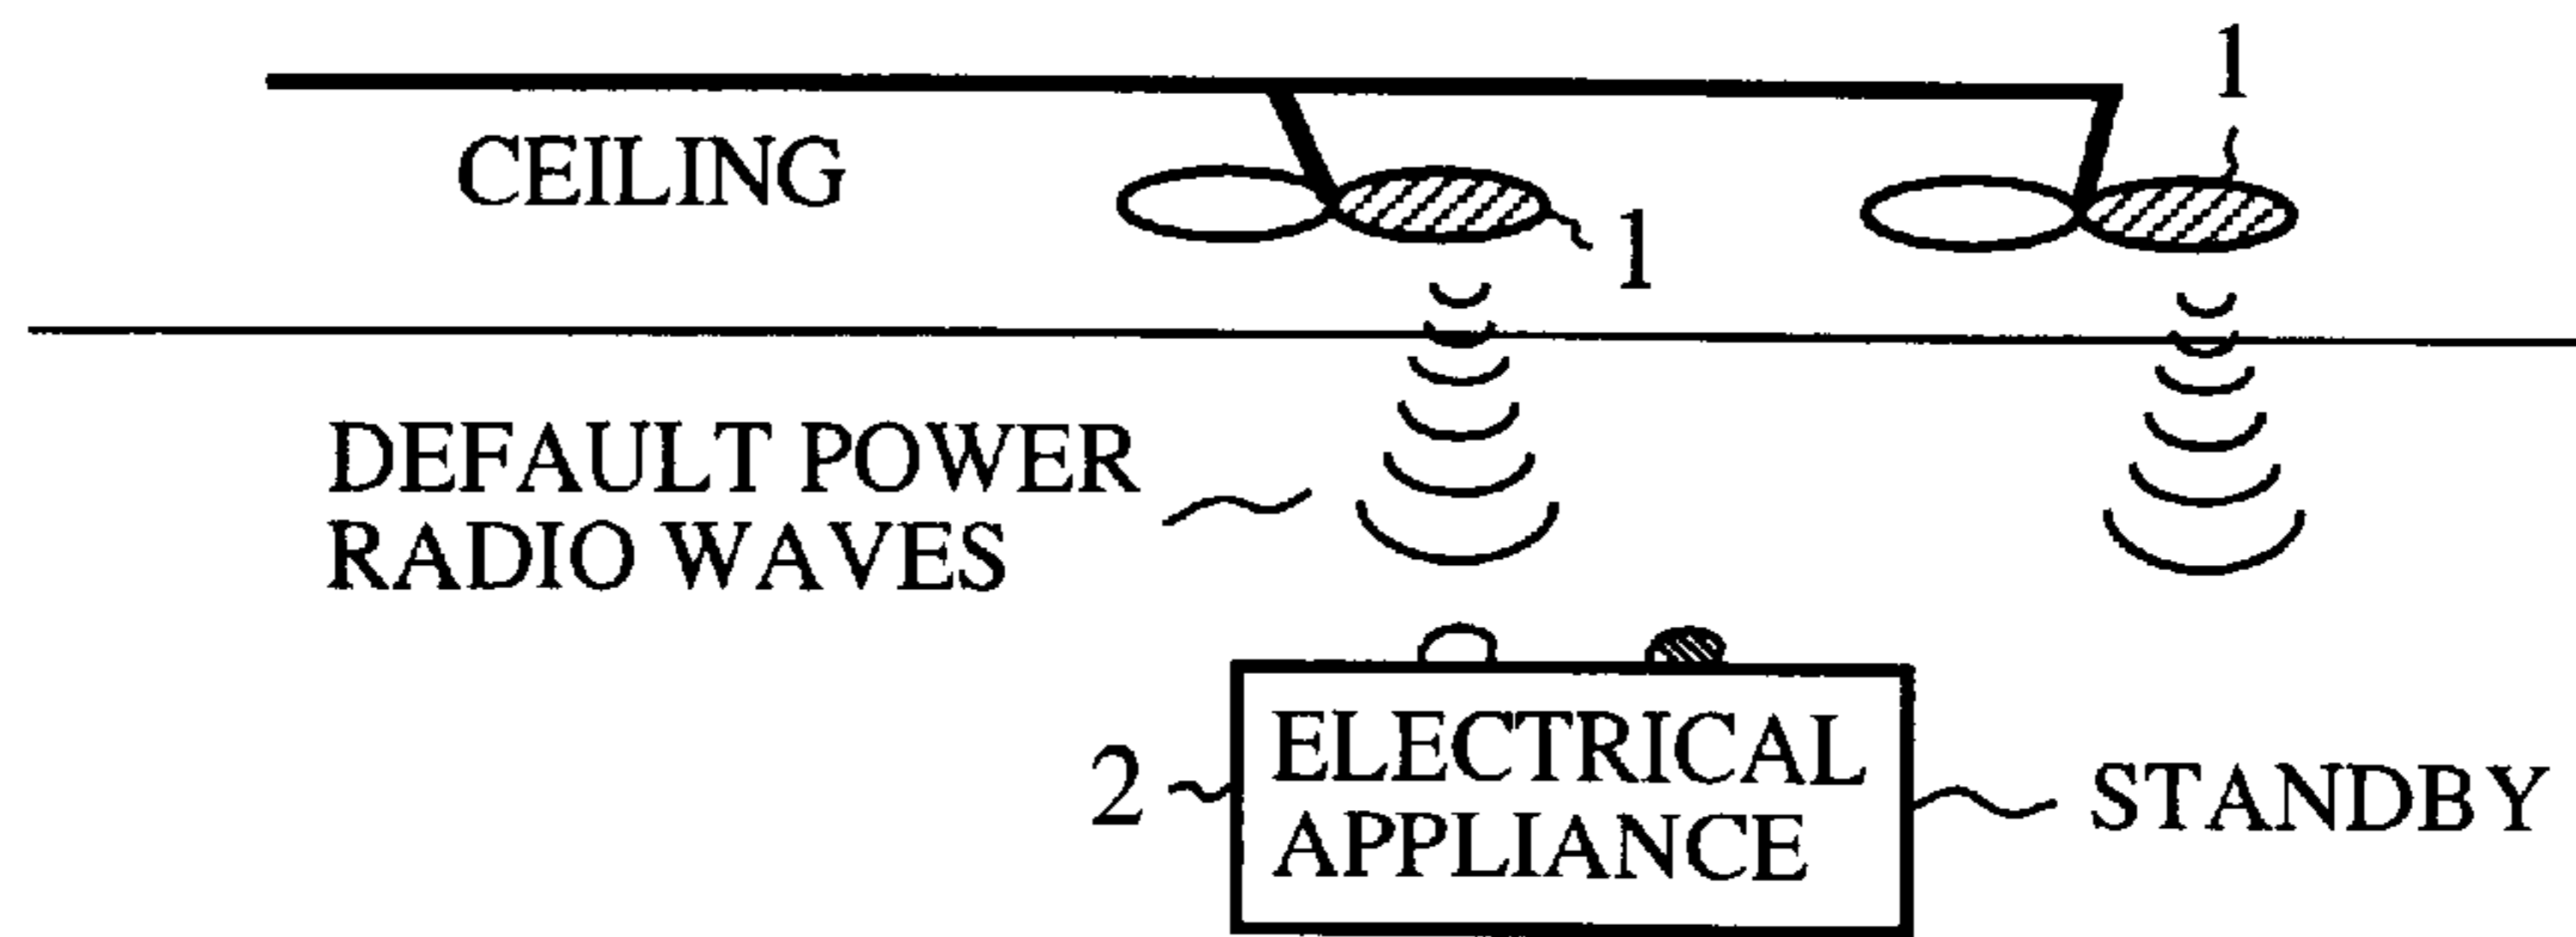 1
CEILING
1
DEFAULT POWER
RADIO WAVES
2
ELECTRICAL
APPLIANCE
STANDBY